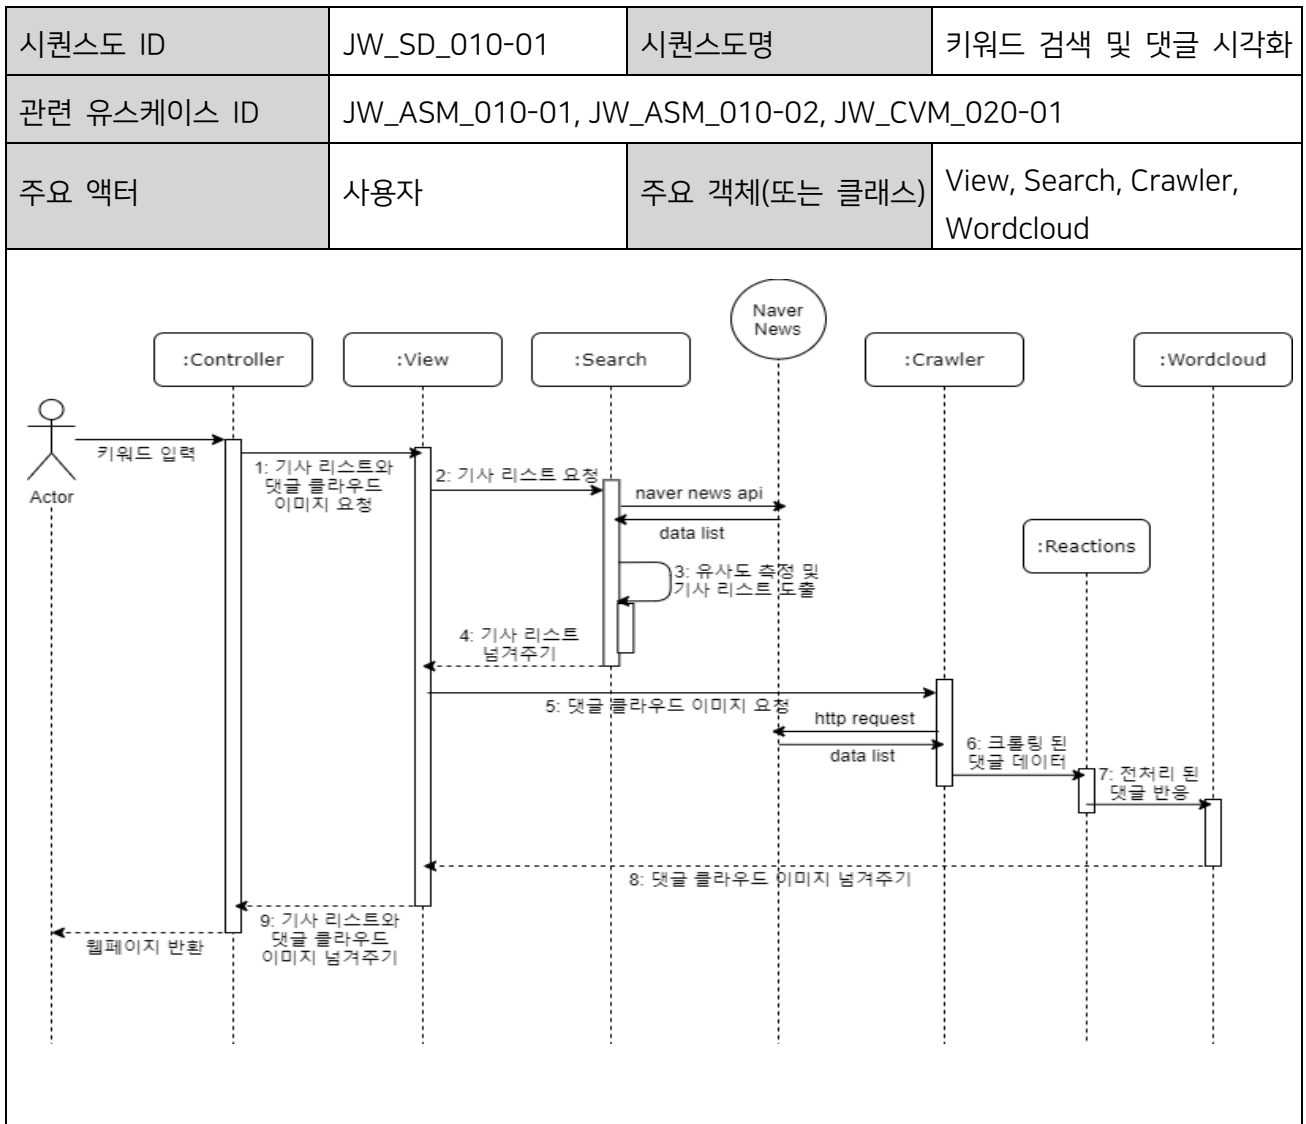 시퀀스도 ID
JW_SD_010-01
시퀀스도명
키워드 검색 및 댓글 시각화
관련 유스케이스 ID
JW_ASM_010-01, JW_ASM_010-02, JW_CVM_020-01
주요 액터
사용자
주요 객체(또는 클래스)
View, Search, Crawler,
Wordcloud
Naver
News
:Controller
:View
:Search
:Crawler
:Wordcloud
Actor
키워드 입력
1: 기사 리스트와
댓글 클라우드
이미지 요청
2: 기사 리스트 요청
naver news api
data list
:Reactions
3: 유사도 측정 및
기사 리스트 도출
4: 기사 리스트
넘겨주기
5: 댓글 클라우드 이미지 요청
http request
data list
6: 크롤링 된
댓글 데이터
7: 전처리 된
댓글 반응
8: 댓글 클라우드 이미지 넘겨주기
9: 기사 리스트와
댓글 클라우드
이미지 넘겨주기
웹페이지 반환